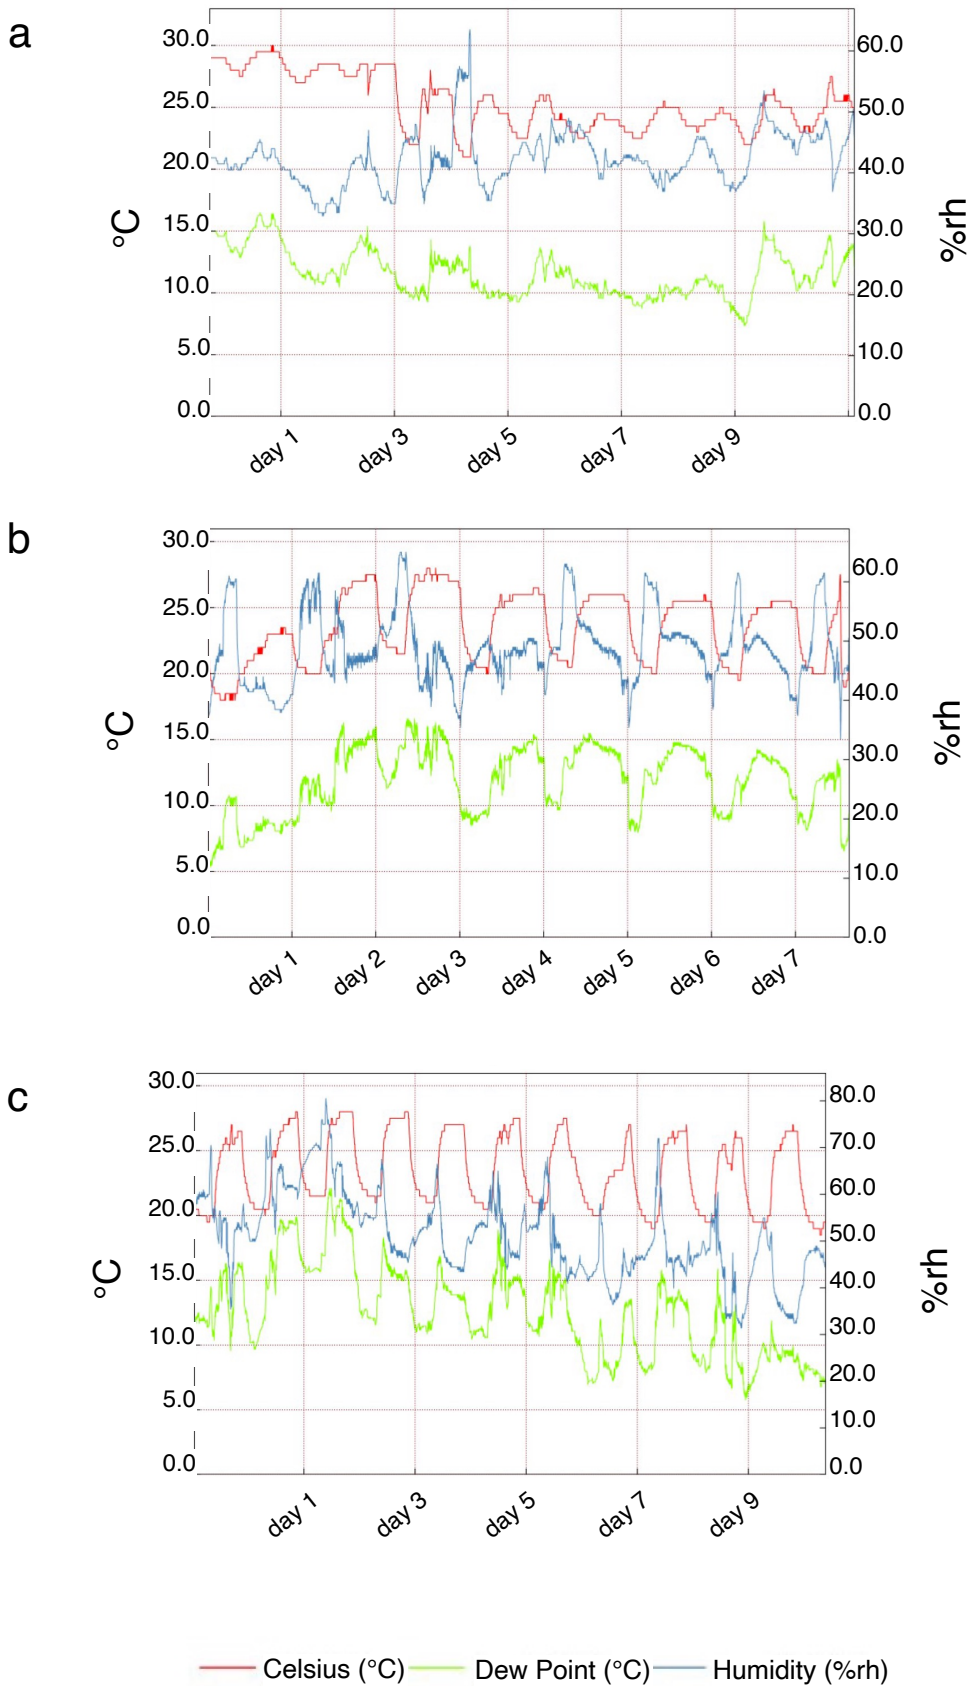 a
30.0
25.0
20.0
15.0
10.0
5.0
0.0
°C
60.0
50.0
40.0
30.0
20.0
10.0
0.0
%rh
day 1
day 3
day 5
day 7
day 9
b
30.0
25.0
20.0
15.0
10.0
5.0
0.0
°C
60.0
50.0
40.0
30.0
20.0
10.0
0.0
%rh
day 1
day 2
day 3
day 4
day 5
day 6
day 7
c
30.0
25.0
20.0
15.0
10.0
5.0
0.0
°C
80.0
70.0
60.0
50.0
40.0
30.0
20.0
10.0
0.0
%rh
day 1
day 3
day 5
day 7
day 9
Celsius (°C) Dew Point (°C) Humidity (%rh)